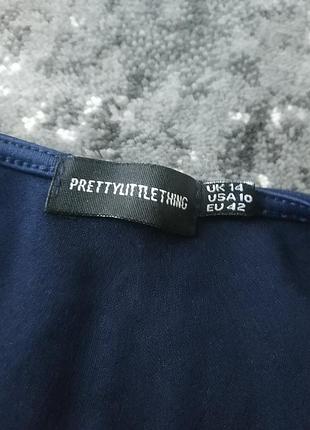 PRETTYLITTLETHING
UK 14
USA 10
EU 42